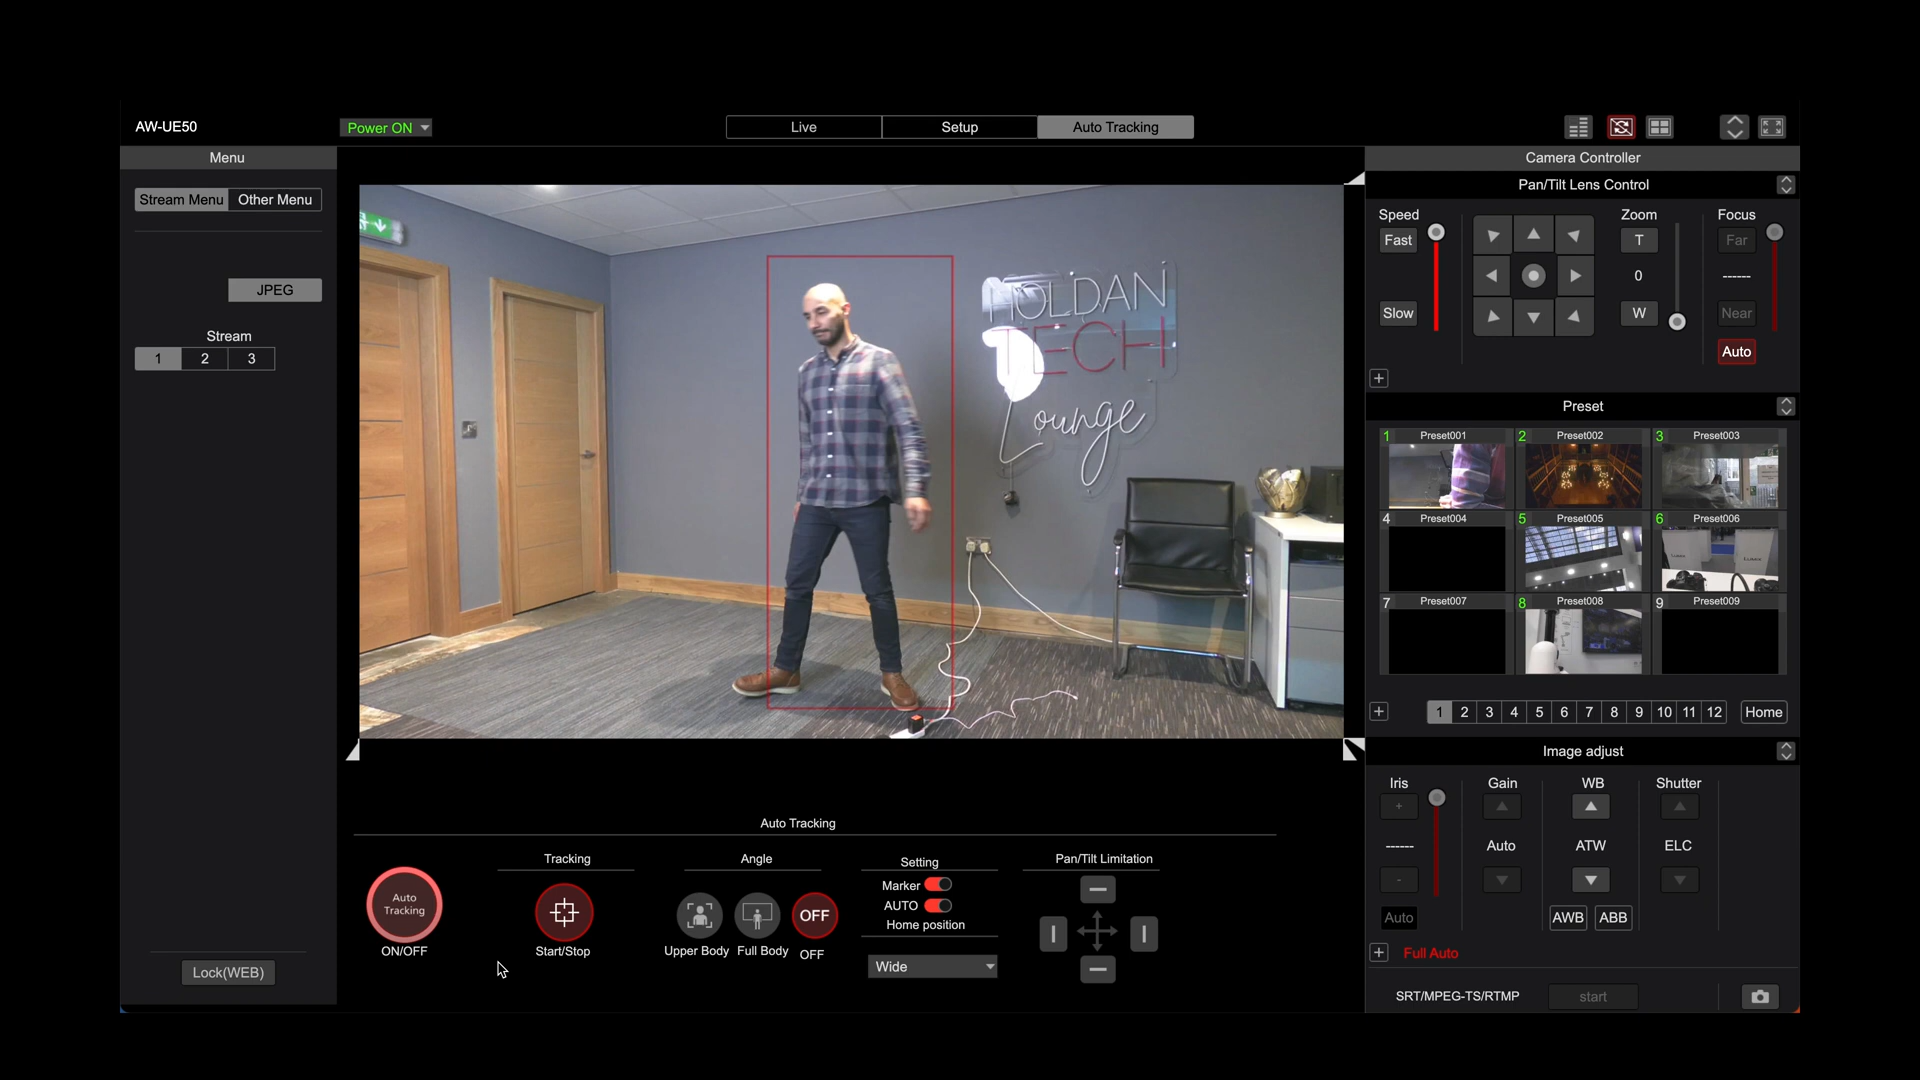 AW-UE50
Power ON
Live
Setup
Auto Tracking
Menu
Stream Menu
Other Menu
JPEG
Stream
1 2 3
Lock(WEB)
HOLDAN
TECH
Lounge
Auto Tracking
Auto
Tracking
ON/OFF
Tracking
Start/Stop
Angle
Upper Body
Full Body
OFF
OFF
Setting
Marker
AUTO
Home position
Wide
Pan/Tilt Limitation
Camera Controller
Pan/Tilt Lens Control
Speed
Fast
Slow
Zoom
T
0
W
Focus
Far
------
Near
Auto
Preset
1 Preset001
2 Preset002
3 Preset003
4 Preset004
5 Preset005
6 Preset006
7 Preset007
8 Preset008
9 Preset009
1 2 3 4 5 6 7 8 9 10 11 12
Home
Image adjust
Iris
+
------
-
Auto
Gain
Auto
WB
ATW
AWB ABB
Shutter
ELC
Full Auto
SRT/MPEG-TS/RTMP
start